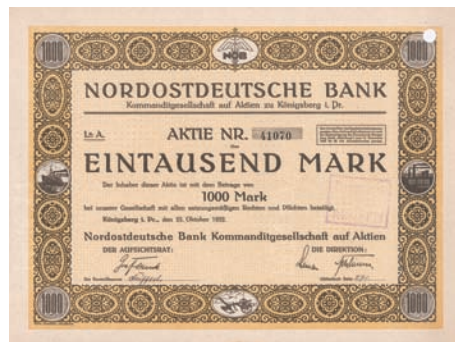 1000 1000
NOB
NORDOSTDEUTSCHE BANK
Kommanditgesellschaft auf Aktien zu Königsberg i. Pr.
Lit A. AKTIE NR. 41070
über
EINTAUSEND MARK
Der Inhaber dieser Aktie ist mit dem Betrage von
1000 Mark
bei unserer Gesellschaft mit allen satzungsmäßigen Rechten und Pflichten beteiligt.
Königsberg i. Pr., den 25. Oktober 1922.
Nordostdeutsche Bank Kommanditgesellschaft auf Aktien
DER AUFSICHTSRAT: DIE DIREKTION:
1000 1000